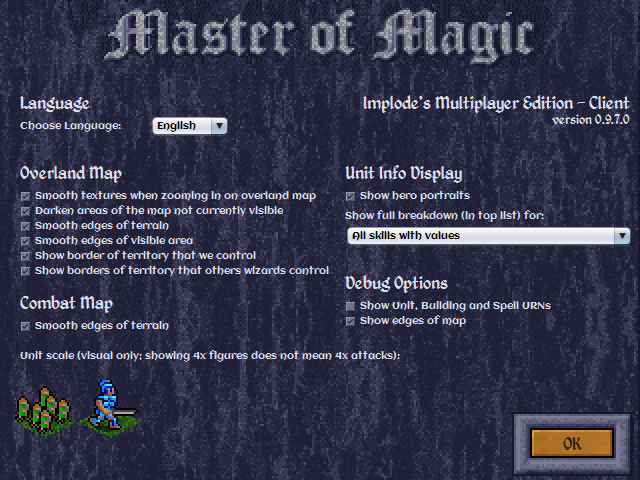 Master of Magic
Language
Choose Language:
English
Implode's Multiplayer Edition - Client
version 0.9.7.0
Overland Map
Smooth textures when zooming in on overland map
Darken areas of the map not currently visible
Smooth edges of terrain
Smooth edges of visible area
Show border of territory that we control
Show borders of territory that others wizards control
Combat Map
Smooth edges of terrain
Unit scale (visual only; showing 4x figures does not mean 4x attacks):
Unit Info Display
Show hero portraits
Show full breakdown (in top list) for:
All skills with values
Debug Options
Show Unit, Building and Spell URNs
Show edges of map
OK